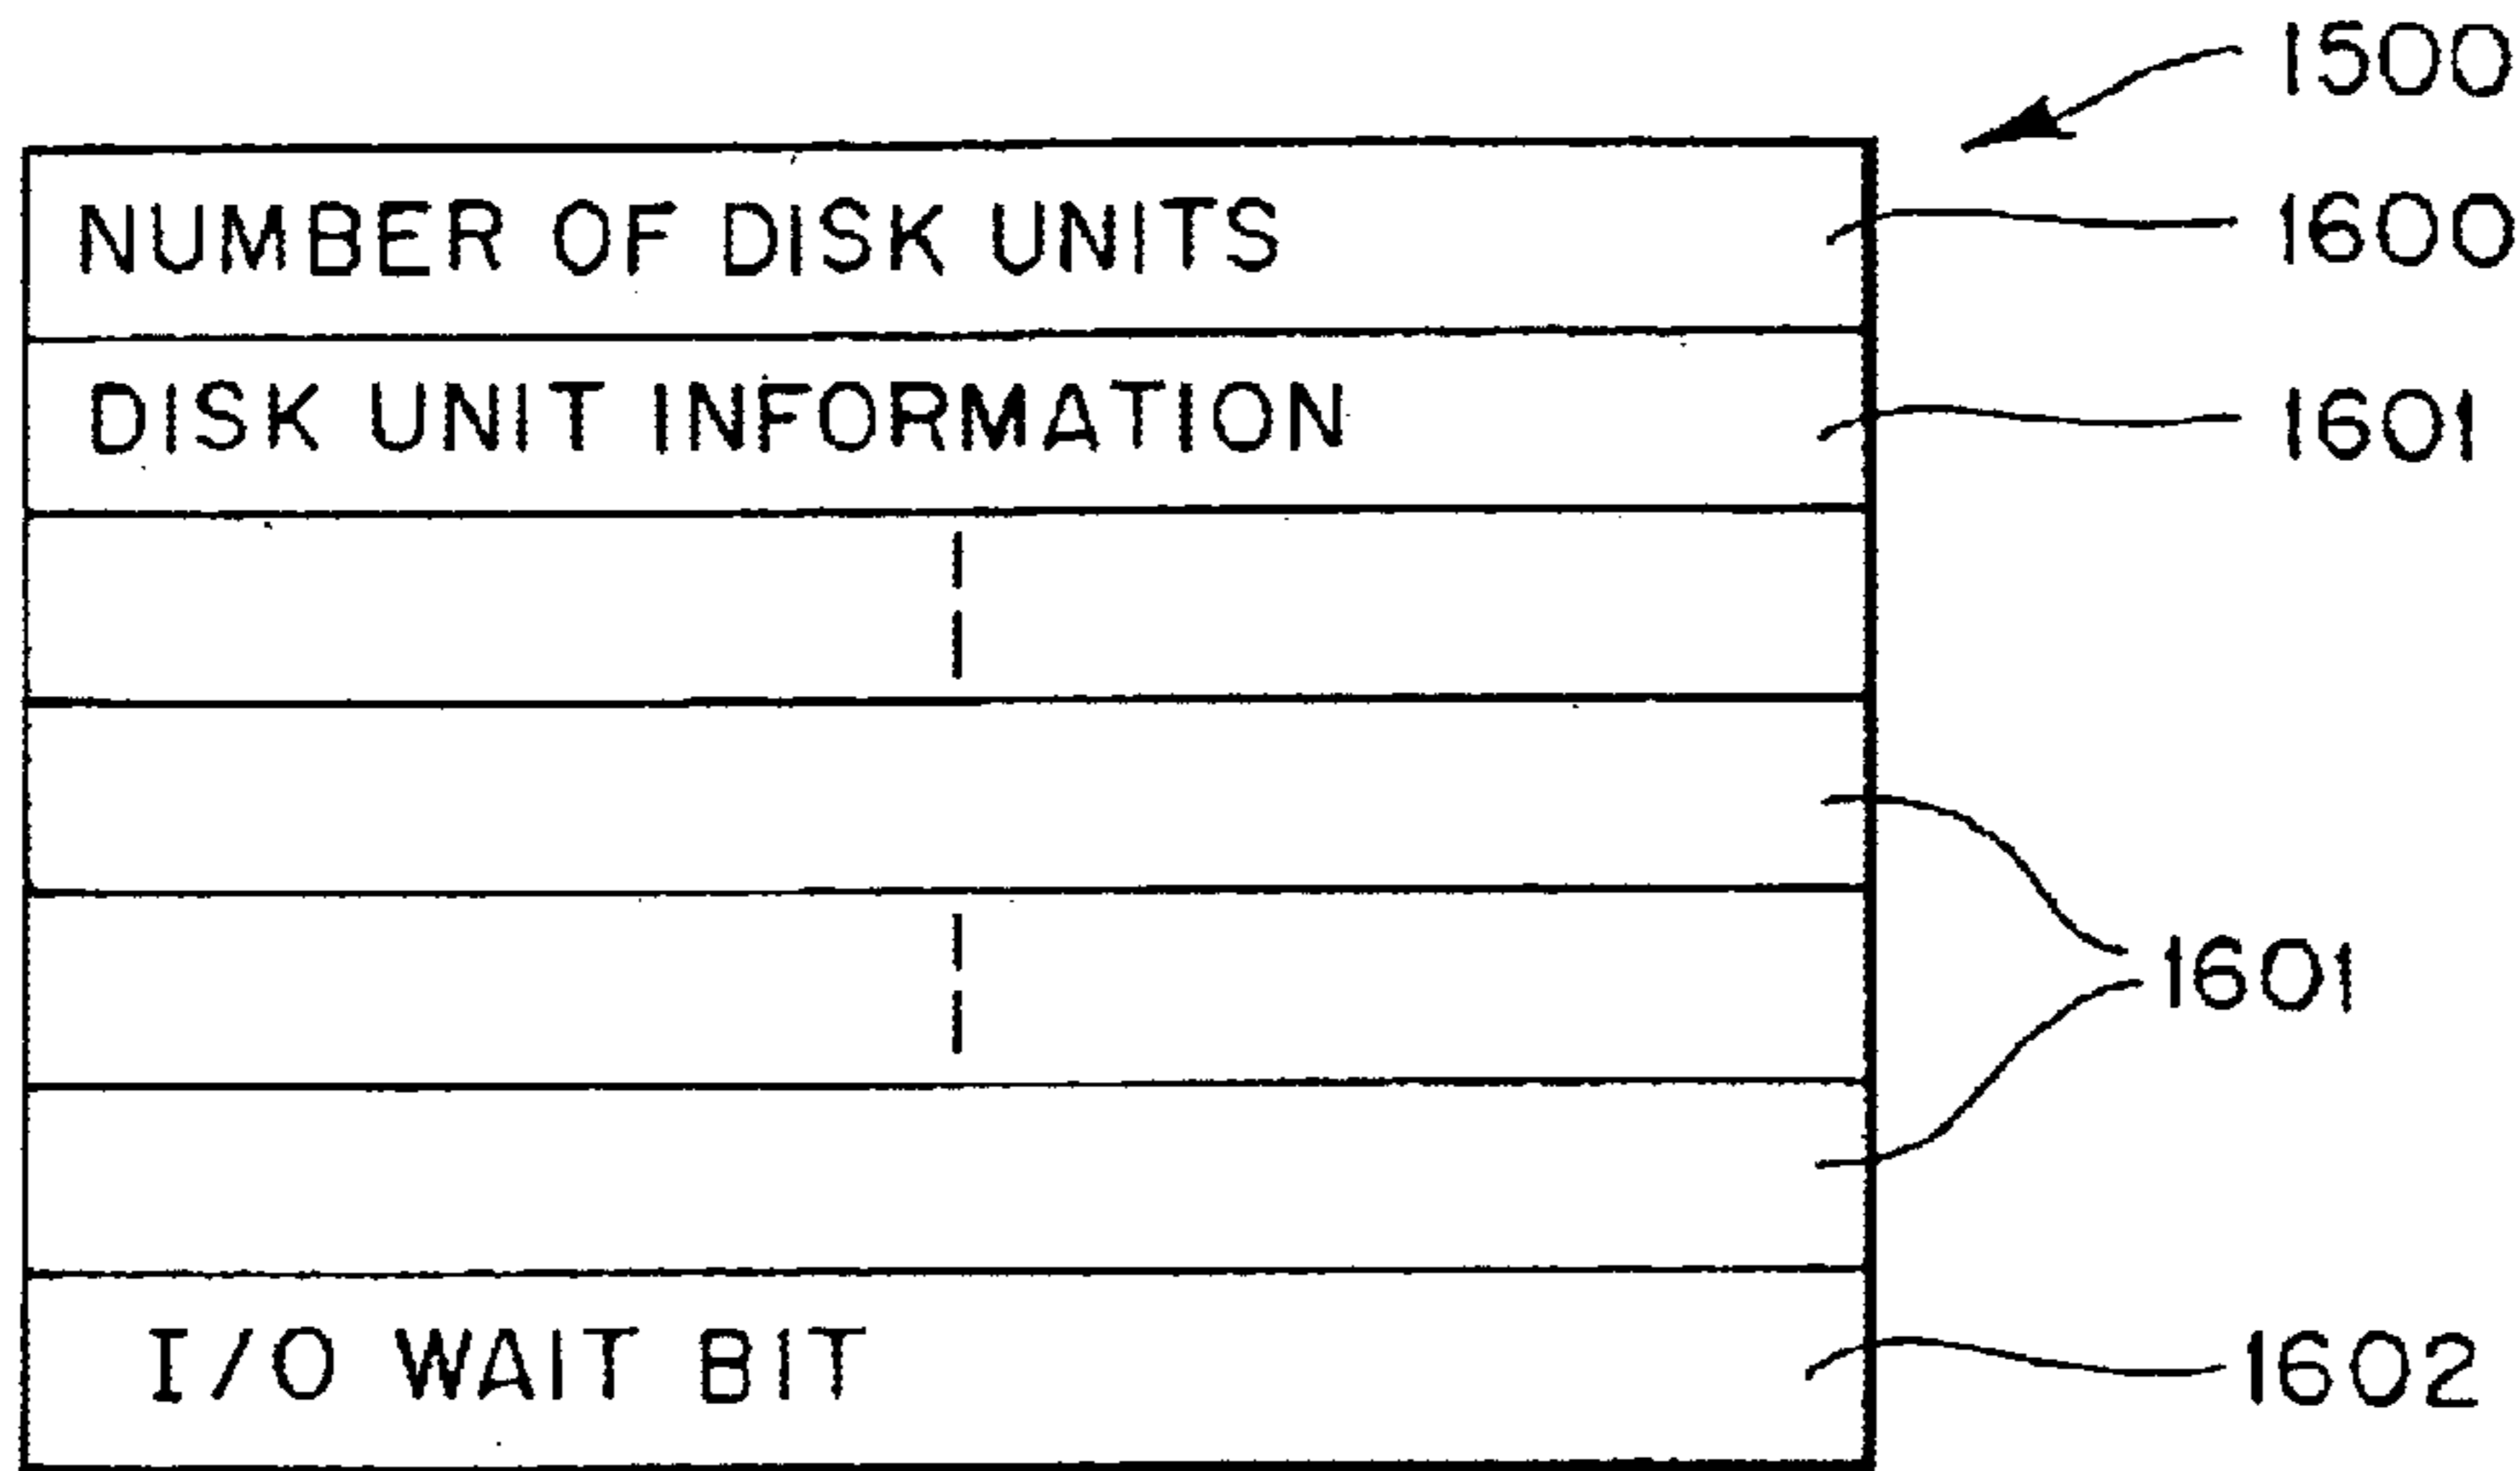 1500
NUMBER OF DISK UNITS 1600
DISK UNIT INFORMATION 1601
1601
I/O WAIT BIT 1602